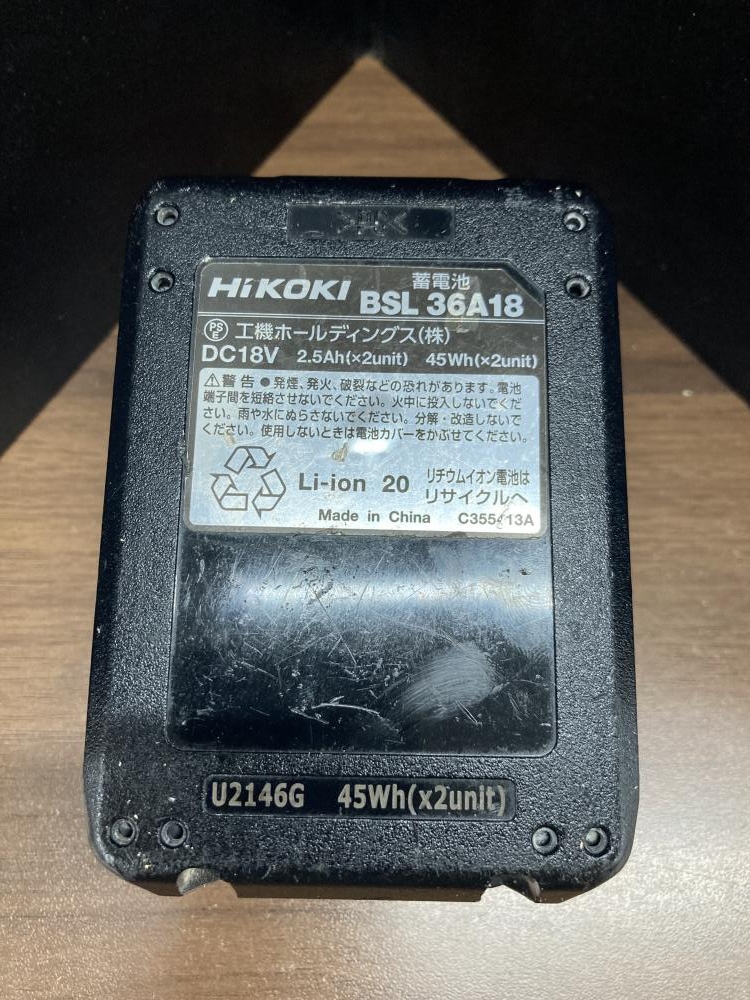 HiKOKI 蓄電池 BSL 36A18
PSE 工機ホールディングス(株)
DC18V 2.5Ah(×2unit) 45Wh(×2unit)
⚠警告 ●発煙、発火、破裂などの恐れがあります。電池
端子間を短絡させないでください。火中に投入しないでくだ
さい。雨や水にぬらさないでください。分解・改造しないで
ください。使用しないときは電池カバーをかぶせてください。
Li-ion 20 リチウムイオン電池は
リサイクルへ
Made in China C355413A
U2146G 45Wh(x2unit)